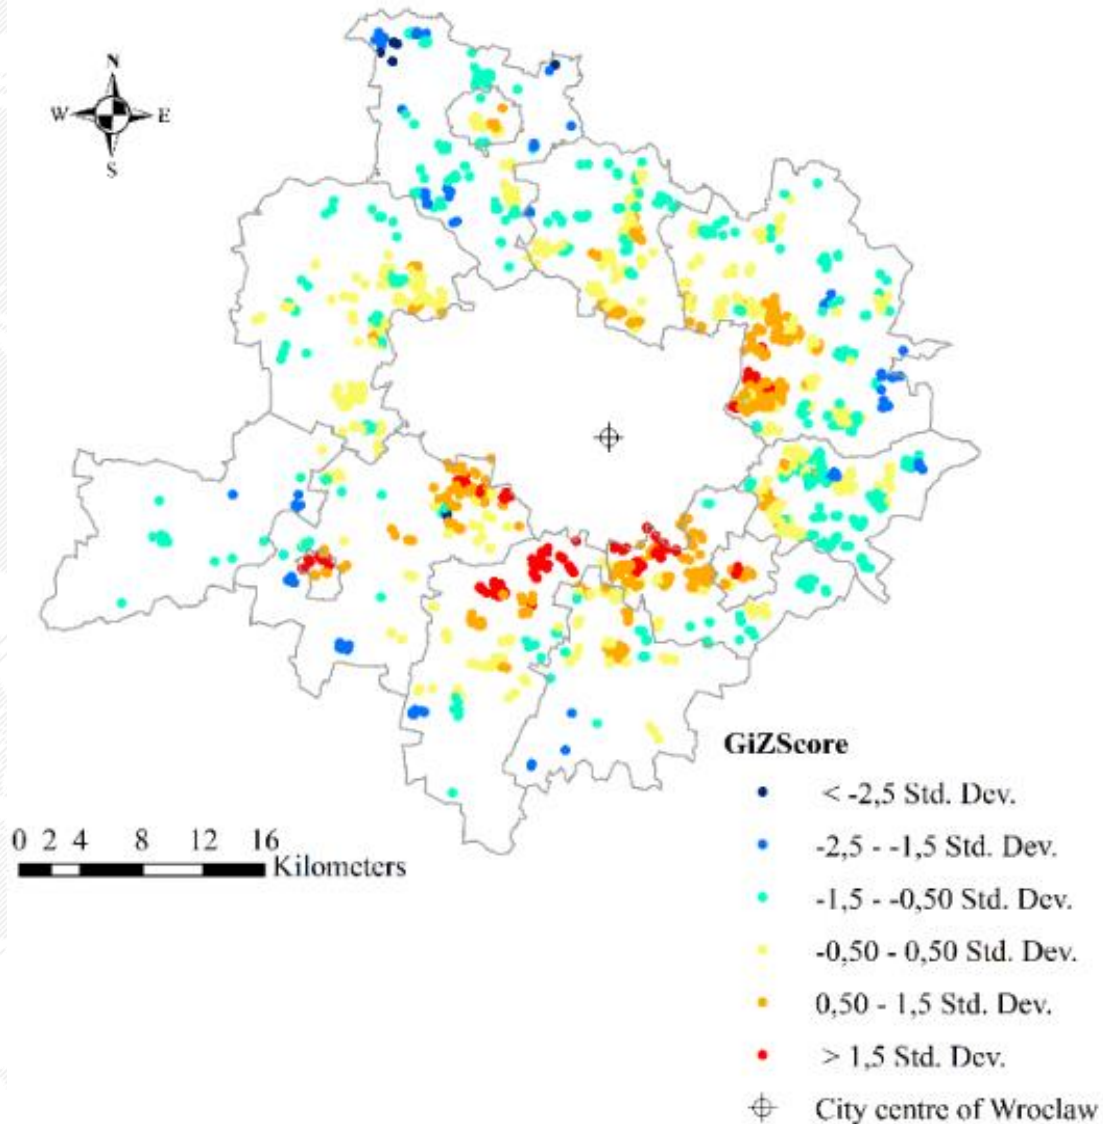 N
W E
S
GiZScore
< -2,5 Std. Dev.
-2,5 - -1,5 Std. Dev.
-1,5 - -0,50 Std. Dev.
-0,50 - 0,50 Std. Dev.
0,50 - 1,5 Std. Dev.
> 1,5 Std. Dev.
City centre of Wroclaw
0 2 4 8 12 16
Kilometers